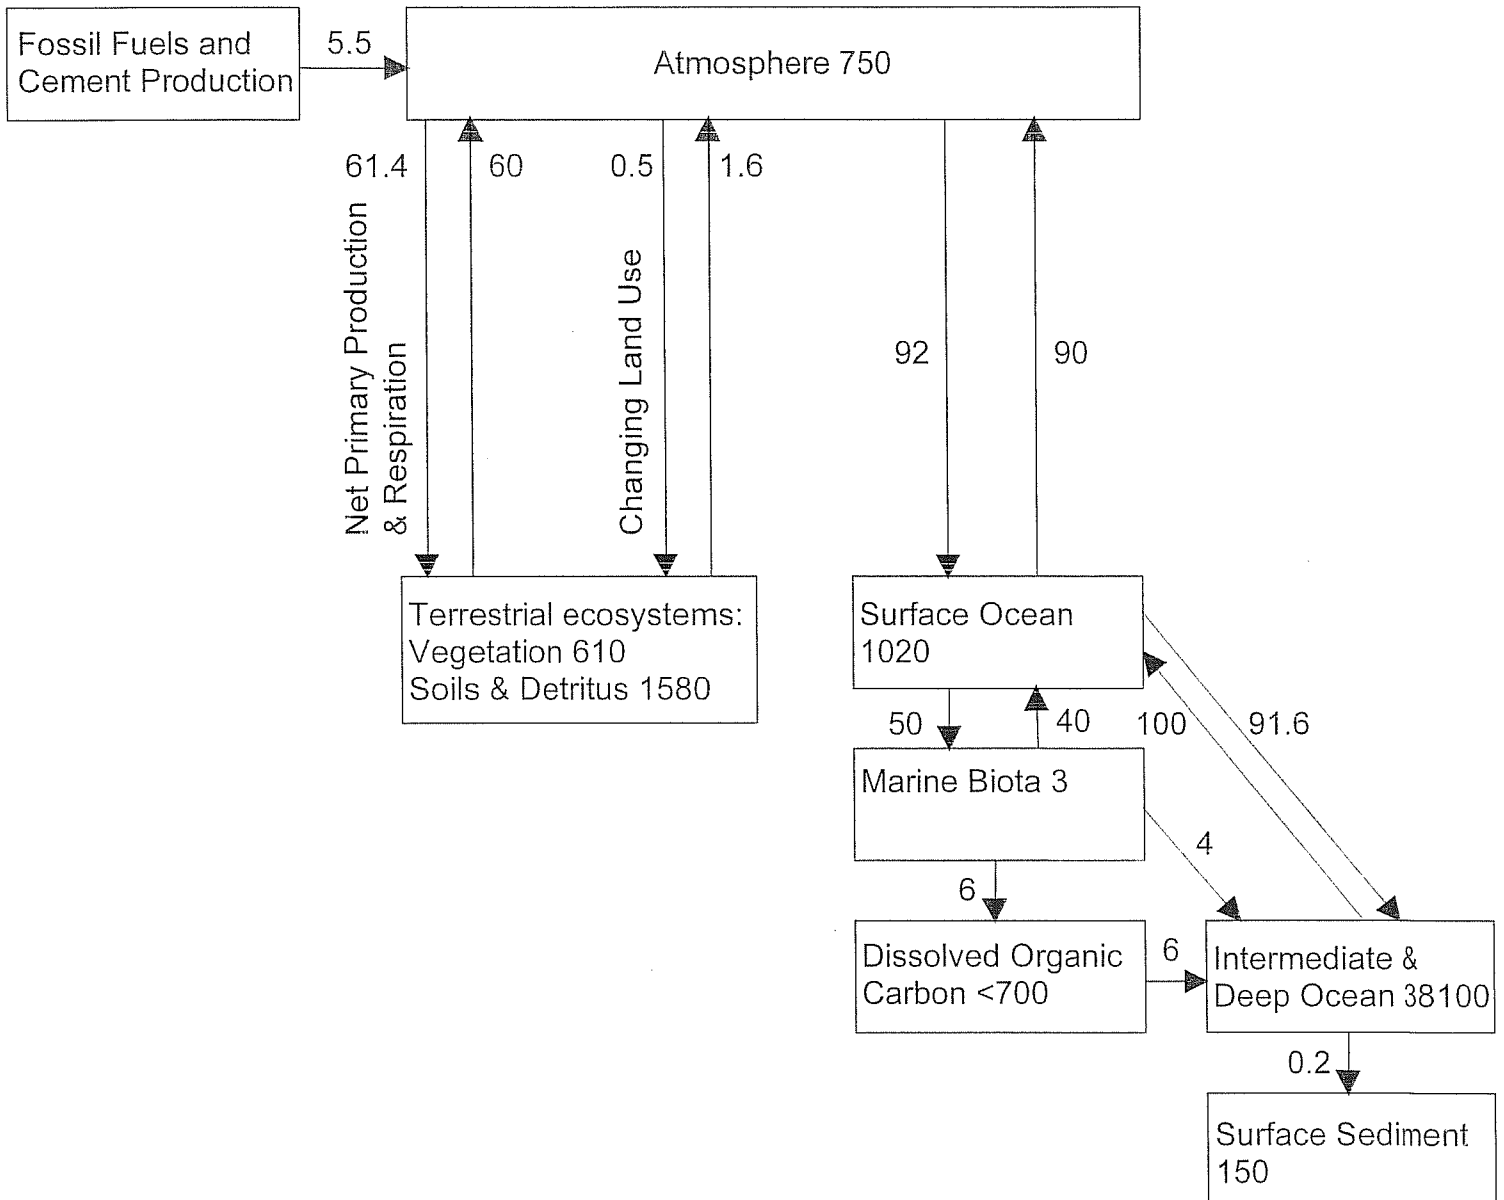 Fossil Fuels and
Cement Production
5.5
Atmosphere 750
61.4
60
0.5
1.6
Net Primary Production
& Respiration
Changing Land Use
92
90
Terrestrial ecosystems:
Vegetation 610
Soils & Detritus 1580
Surface Ocean
1020
50
40
100
91.6
Marine Biota 3
4
6
Dissolved Organic
Carbon <700
6
Intermediate &
Deep Ocean 38100
0.2
Surface Sediment
150